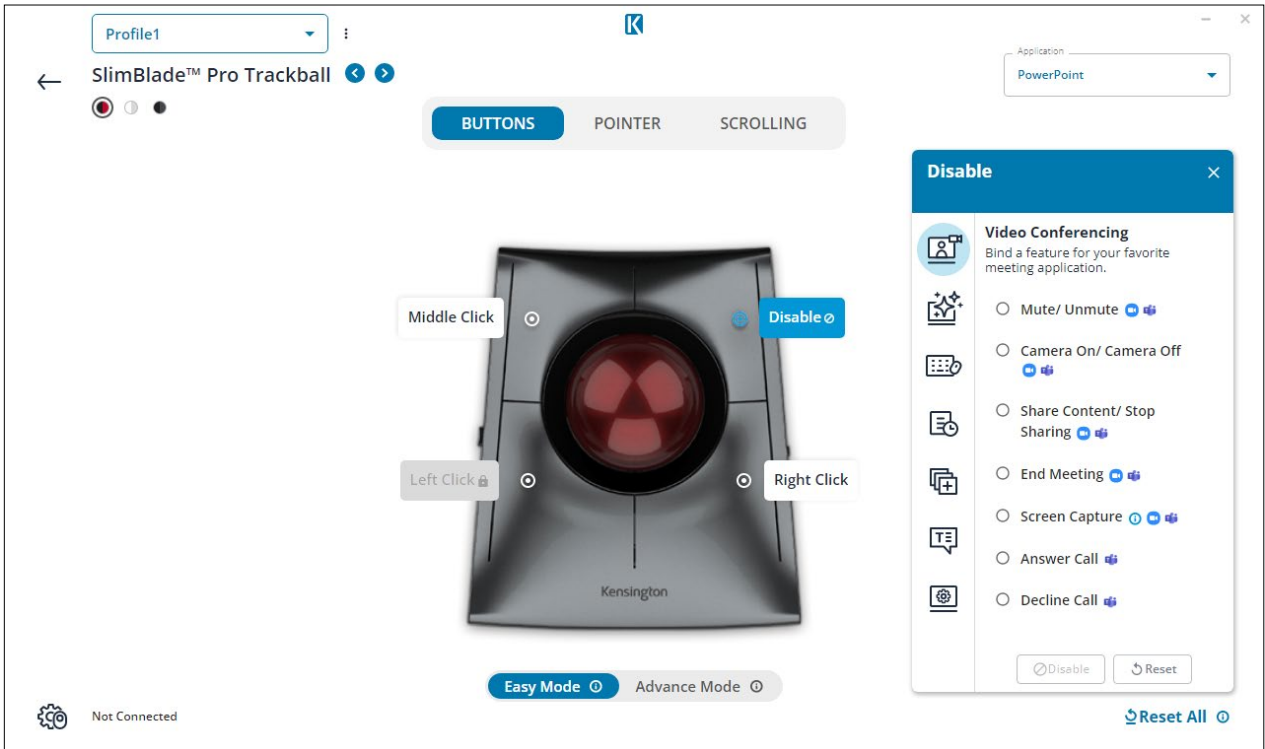 Profile1
SlimBlade™ Pro Trackball
Application
PowerPoint
BUTTONS
POINTER
SCROLLING
Middle Click
Disable
Left Click
Right Click
Kensington
Easy Mode
Advance Mode
Not Connected
Disable
Video Conferencing
Bind a feature for your favorite
meeting application.
Mute/ Unmute
Camera On/ Camera Off
Share Content/ Stop
Sharing
End Meeting
Screen Capture
Answer Call
Decline Call
Disable
Reset
Reset All